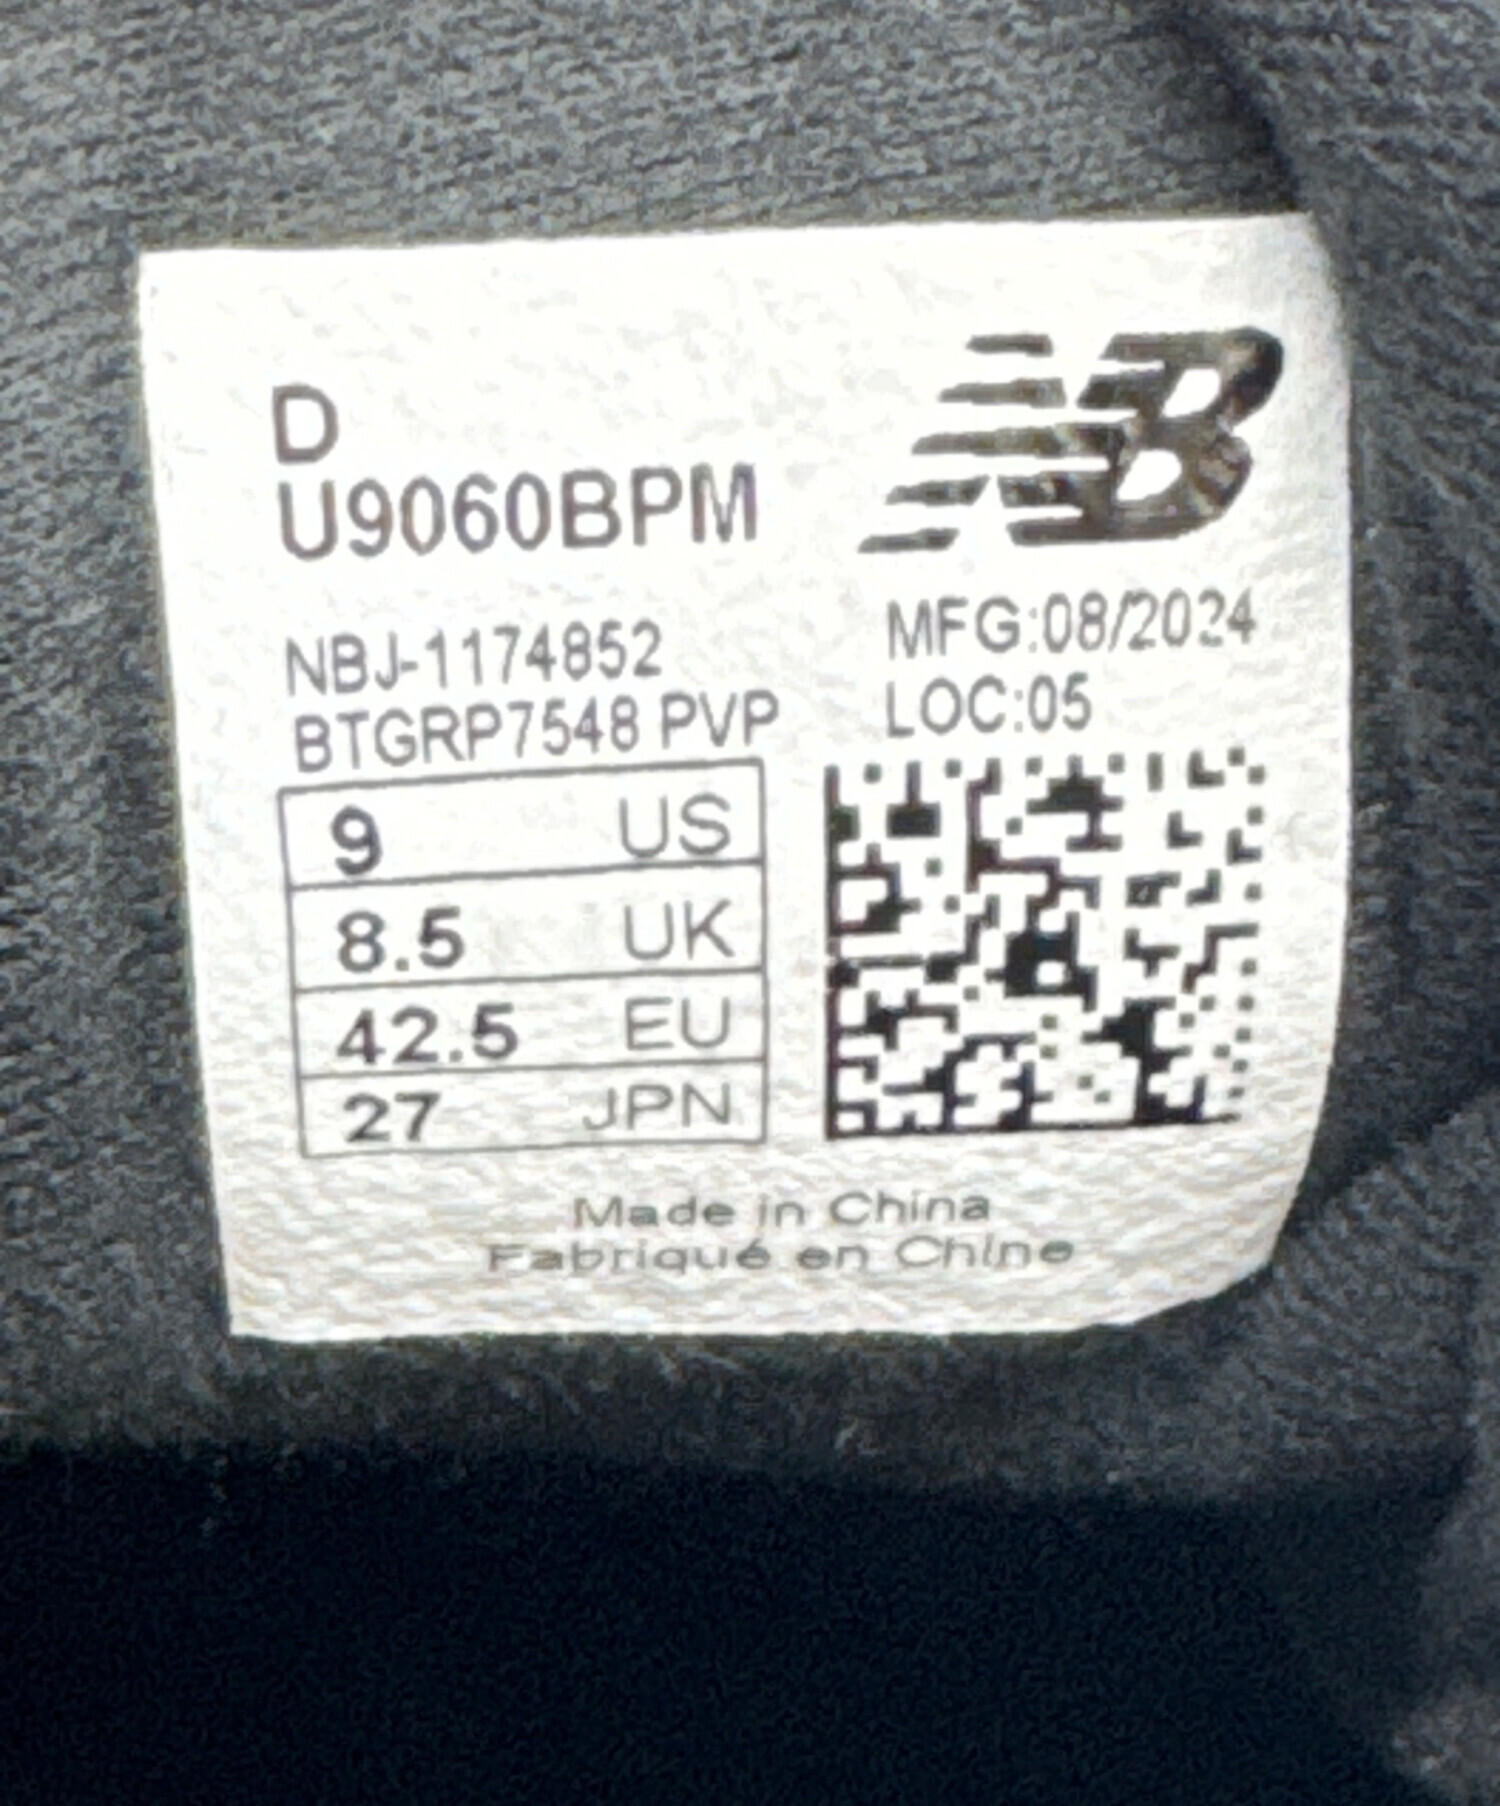 D
U9060BPM
NB
NBJ-1174852
BTGRP7548 PVP
MFG:08/2024
LOC:05
9 US
8.5 UK
42.5 EU
27 JPN
Made in China
Fabriqué en Chine